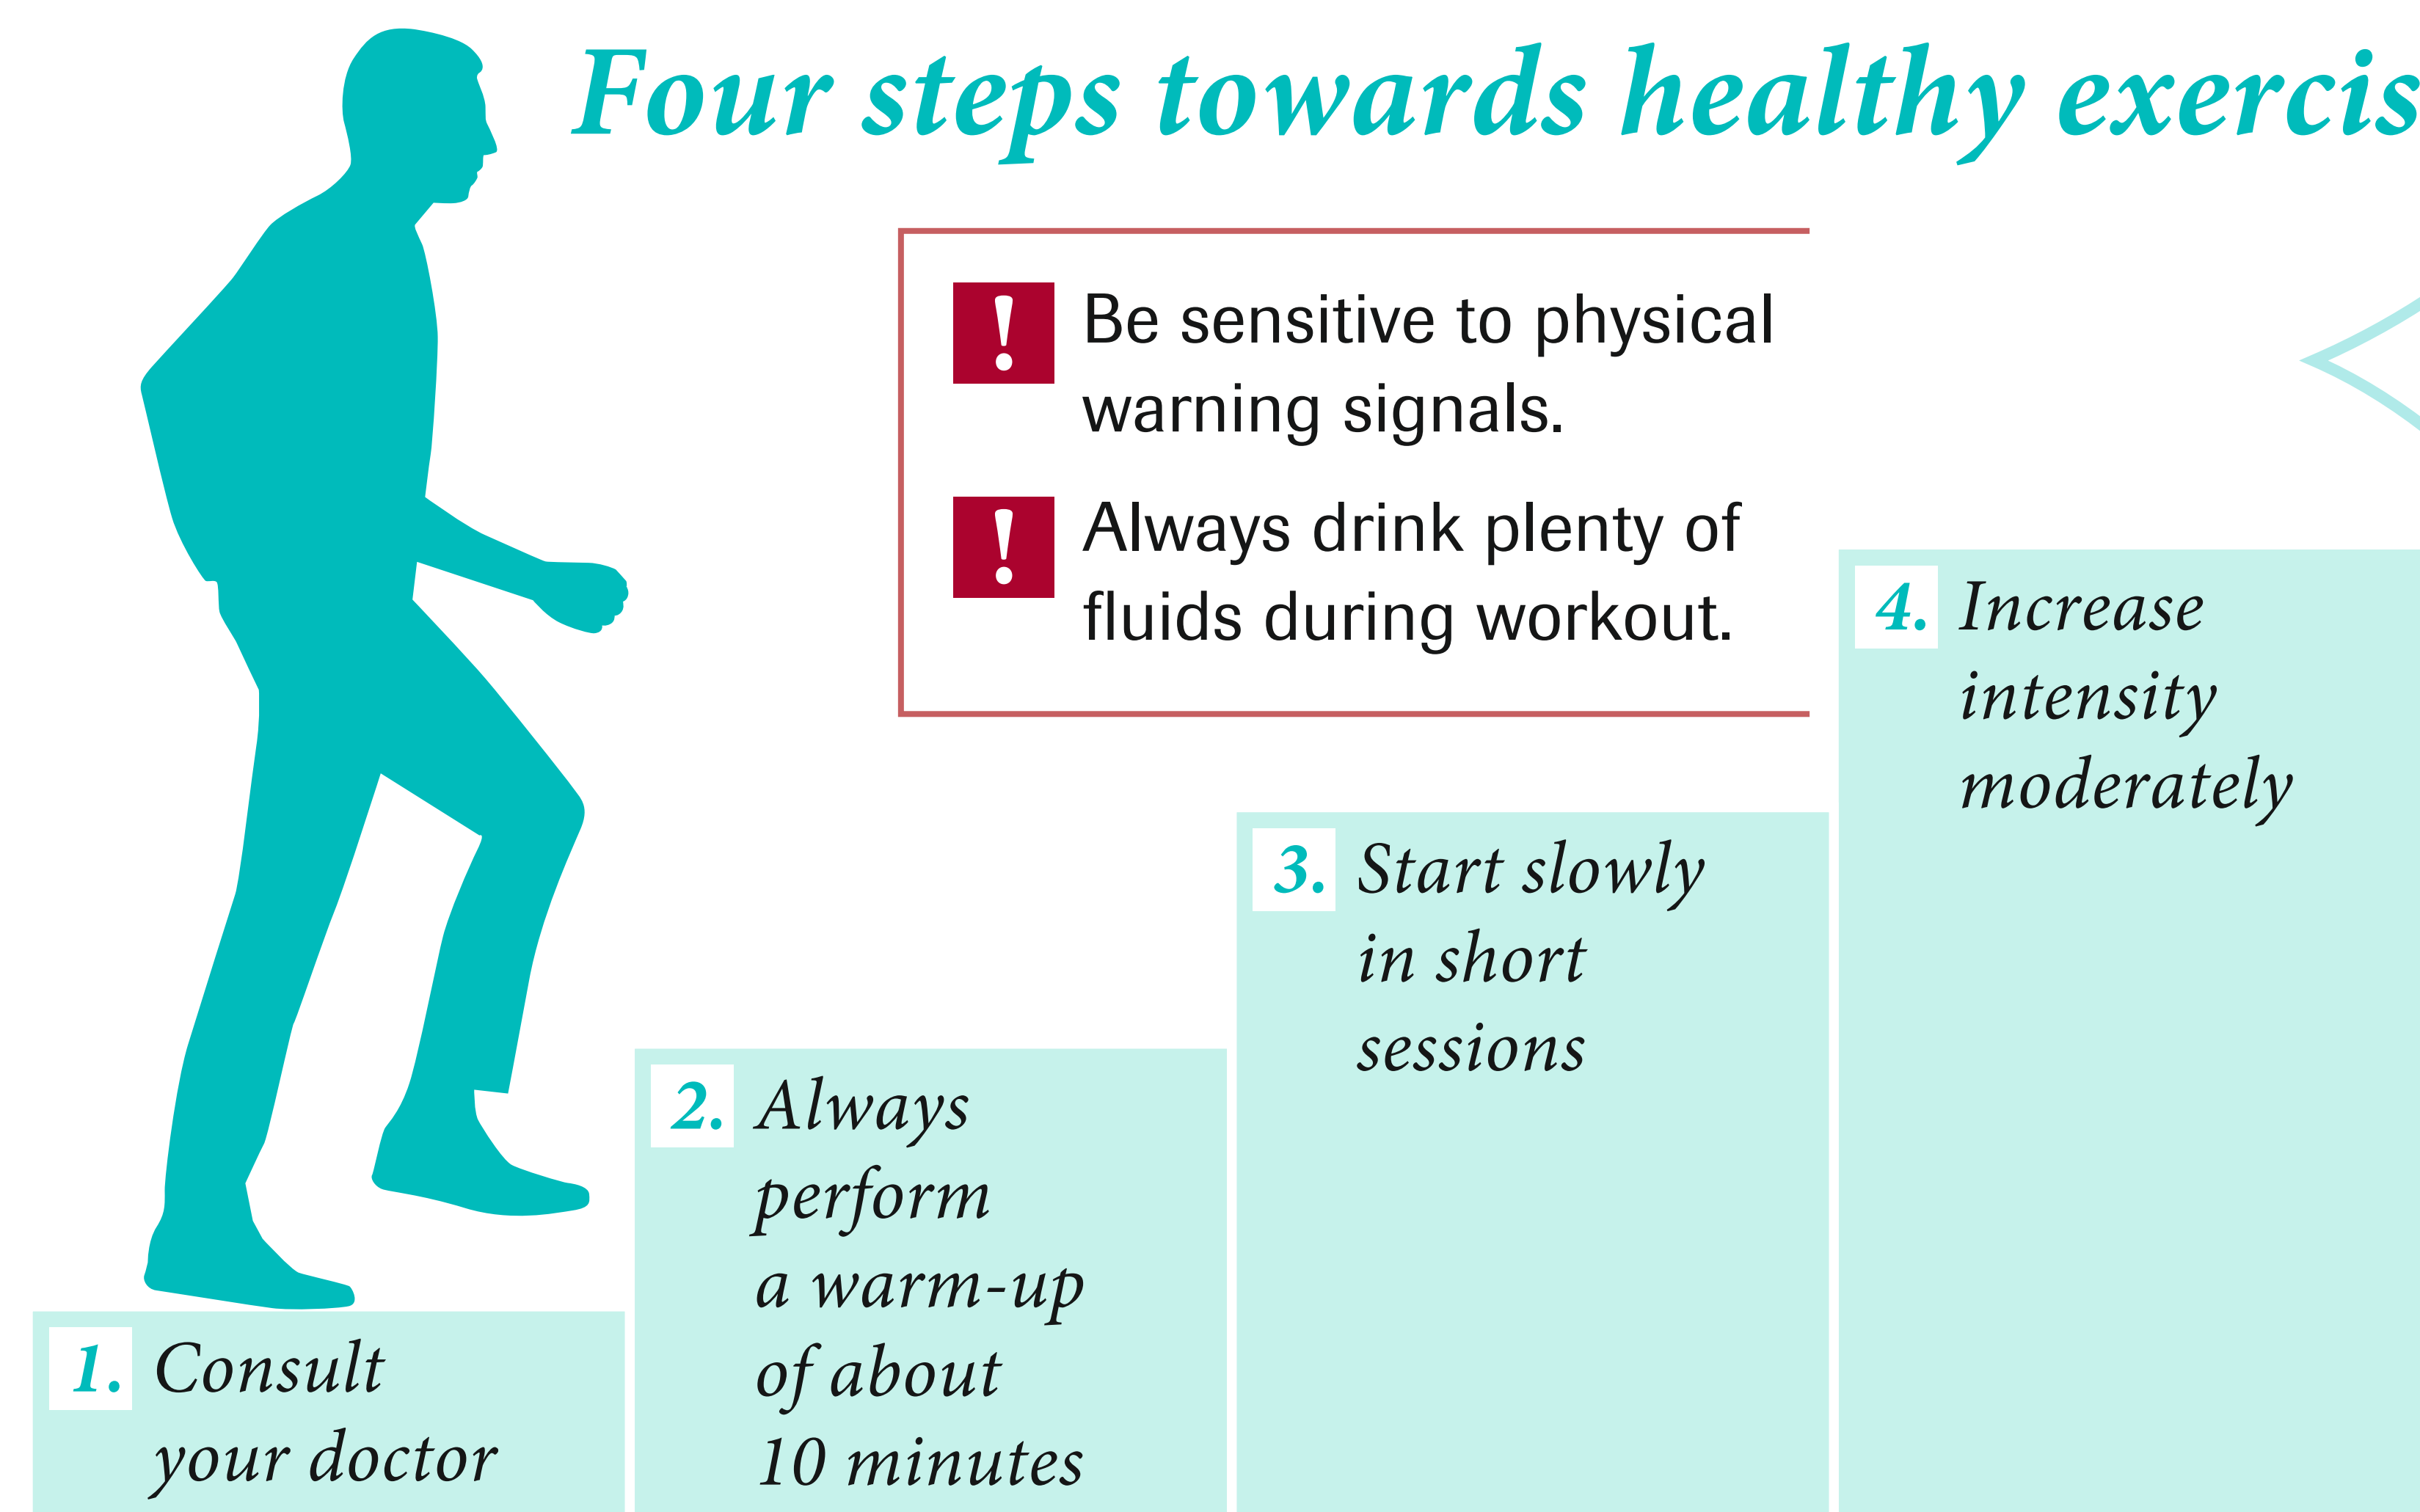 Four steps towards healthy exercis
! Be sensitive to physical
warning signals.
! Always drink plenty of
fluids during workout.
1. Consult
your doctor
2. Always
perform
a warm-up
of about
10 minutes
3. Start slowly
in short
sessions
4. Increase
intensity
moderately